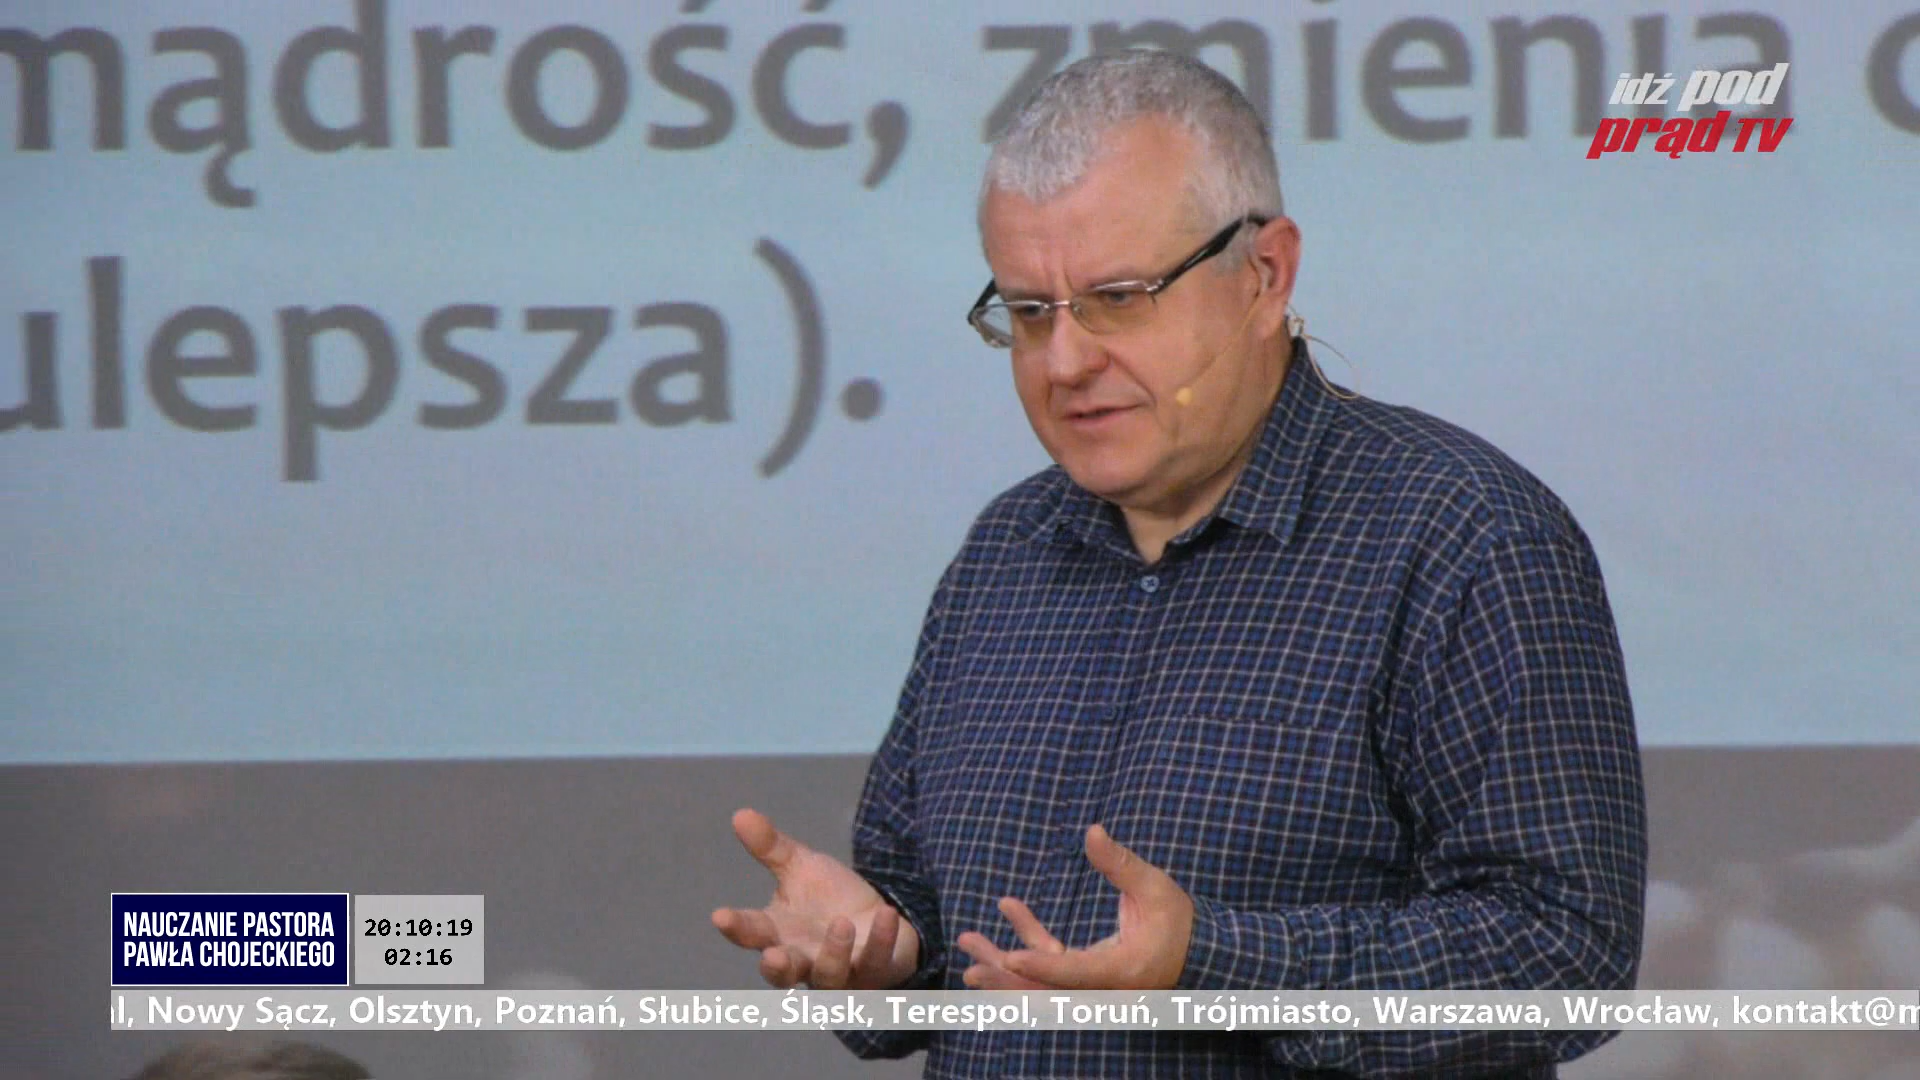 mądrość, zmienia
ulepsza).
idź pod
prąd TV
NAUCZANIE PASTORA
PAWŁA CHOJECKIEGO
20:10:19
02:16
l, Nowy Sącz, Olsztyn, Poznań, Słubice, Śląsk, Terespol, Toruń, Trójmiasto, Warszawa, Wrocław, kontakt@m